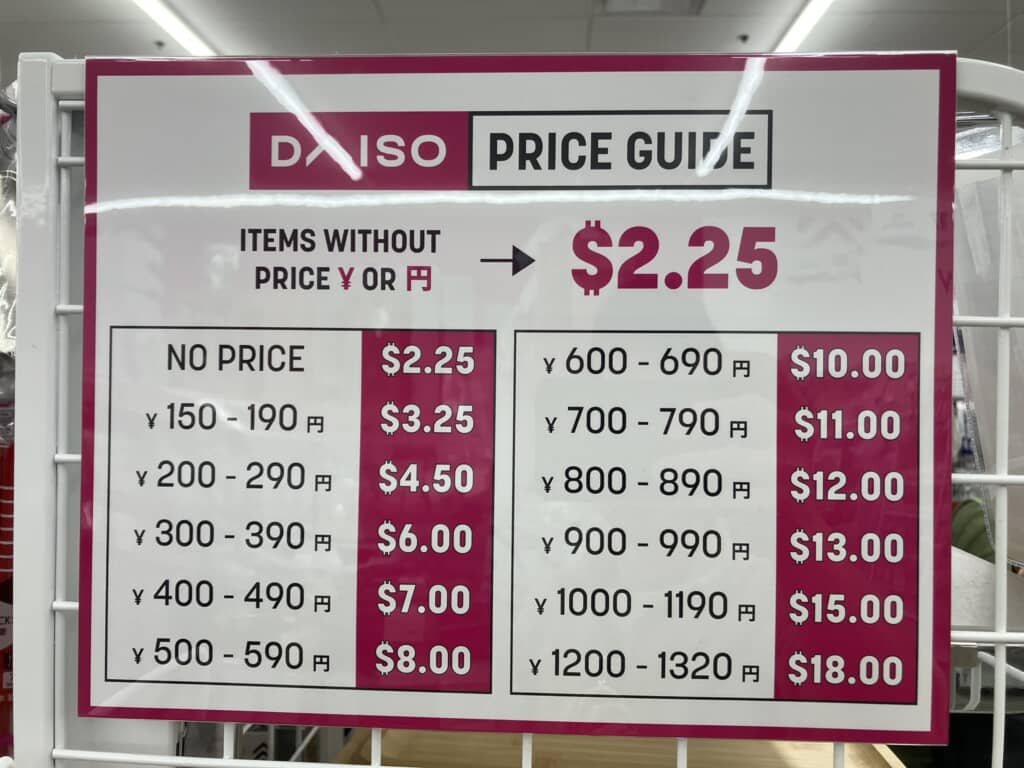 DAISO PRICE GUIDE
ITEMS WITHOUT
PRICE ¥ OR 円
$2.25
NO PRICE $2.25
¥ 150 - 190 円 $3.25
¥ 200 - 290 円 $4.50
¥ 300 - 390 円 $6.00
¥ 400 - 490 円 $7.00
¥ 500 - 590 円 $8.00
¥ 600 - 690 円 $10.00
¥ 700 - 790 円 $11.00
¥ 800 - 890 円 $12.00
¥ 900 - 990 円 $13.00
¥ 1000 - 1190 円 $15.00
¥ 1200 - 1320 円 $18.00